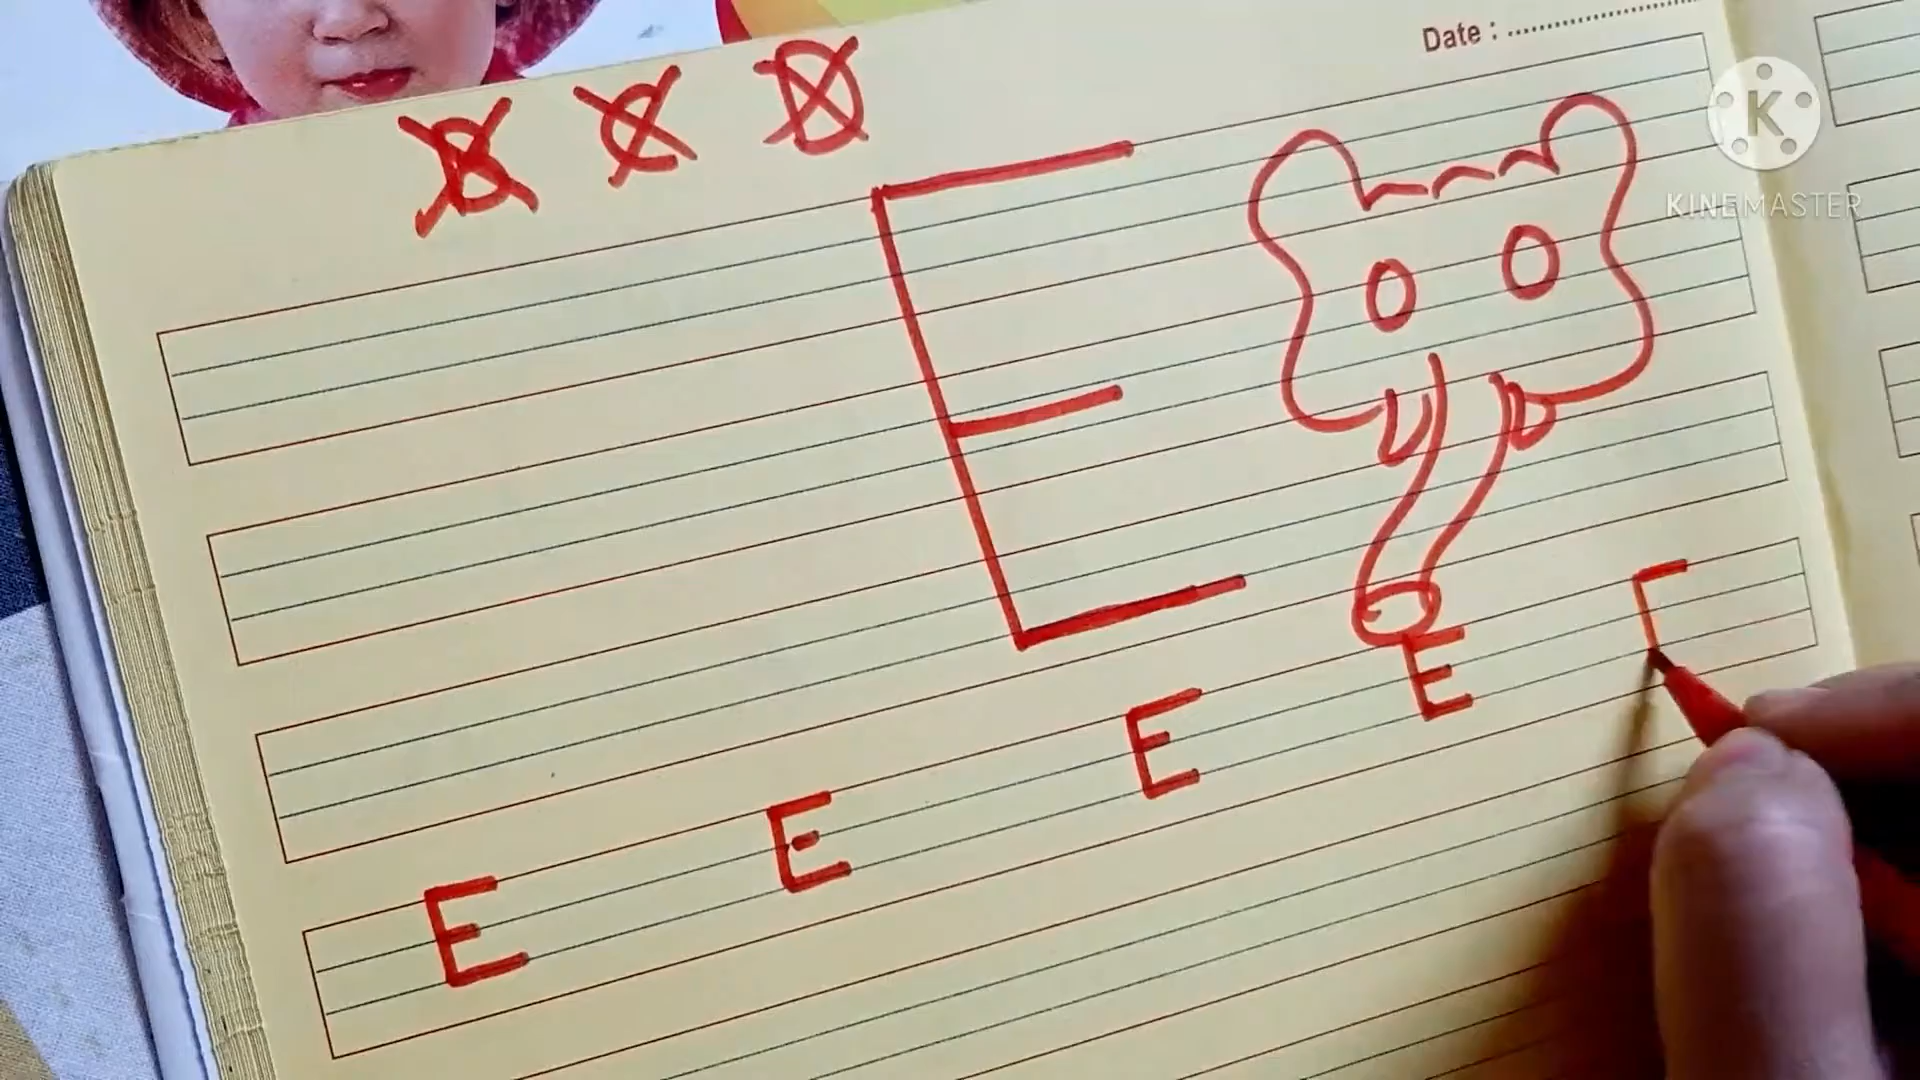 Date :
B C D
E
E E E E
K
KINEMASTER